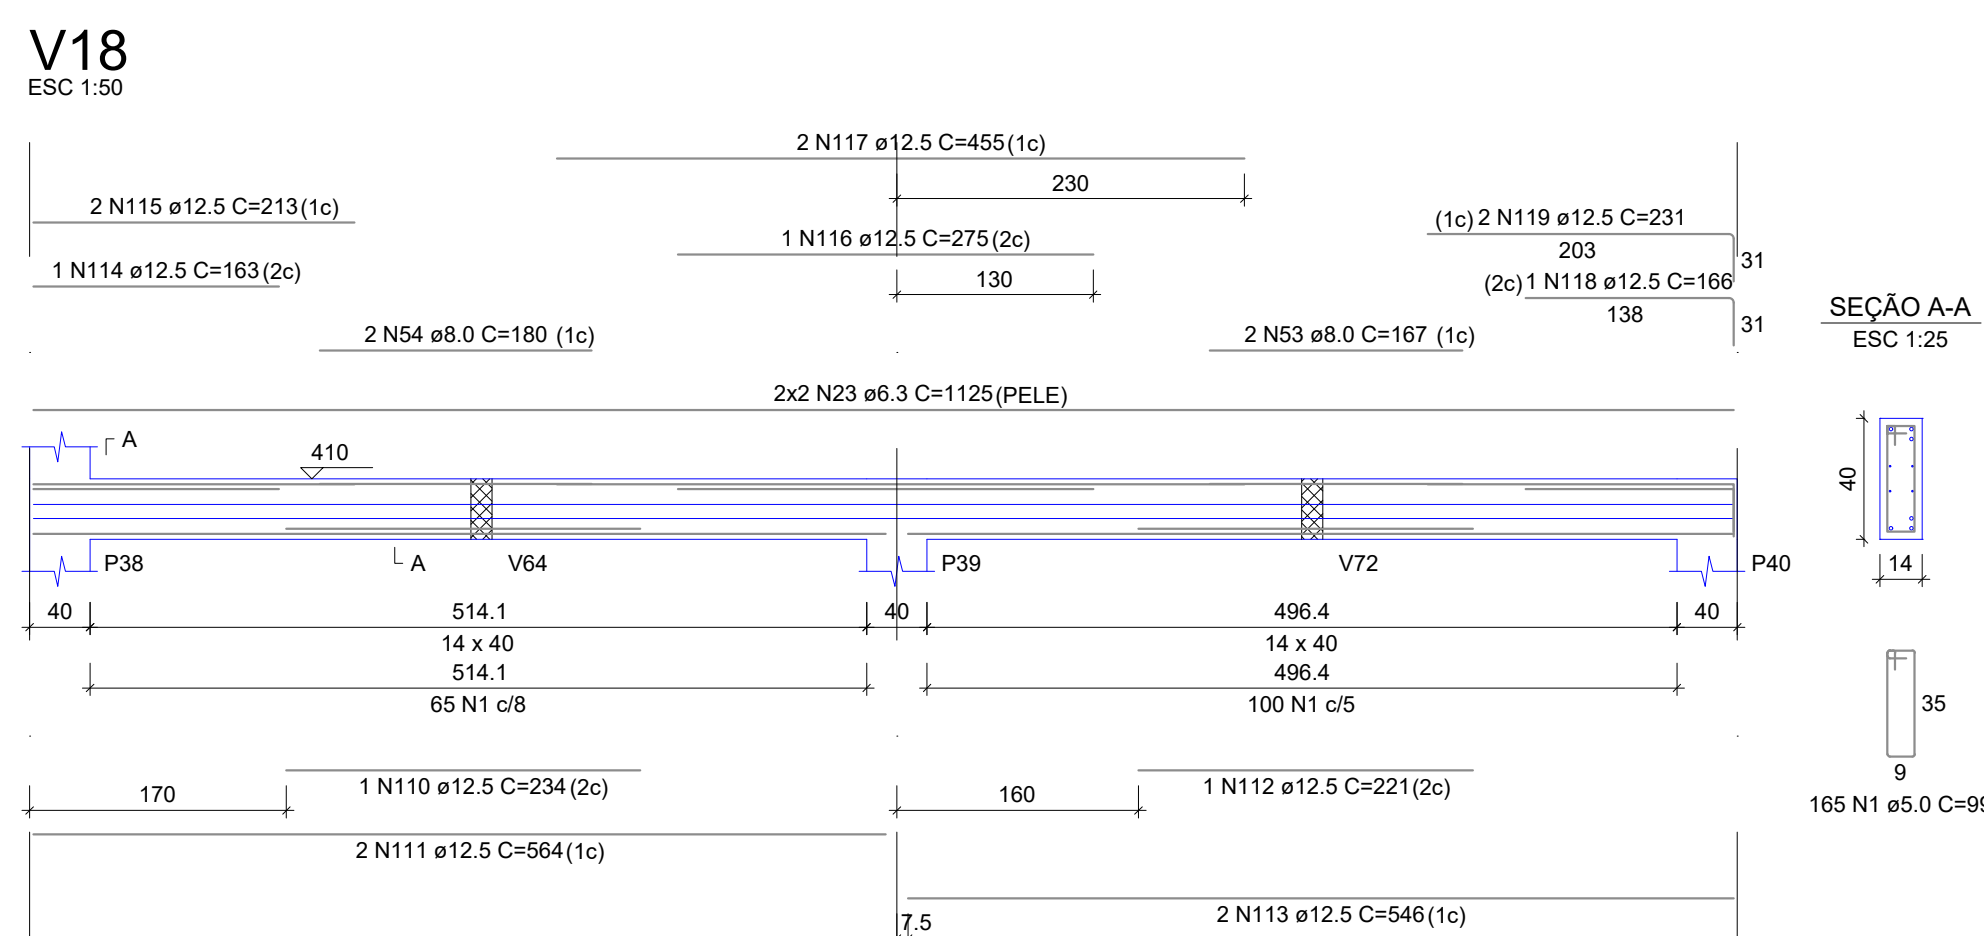 V18
ESC 1:50
2 N117 ø12.5 C=455(1c)
230
2 N115 ø12.5 C=213(1c)
(1c) 2 N119 ø12.5 C=231
203
31
1 N116 ø12.5 C=275(2c)
130
1 N114 ø12.5 C=163(2c)
(2c) 1 N118 ø12.5 C=166
138
31
SEÇÃO A-A
ESC 1:25
2 N54 ø8.0 C=180 (1c)
2 N53 ø8.0 C=167 (1c)
2x2 N23 ø6.3 C=1125(PELE)
A
410
40
14
P38
A
V64
P39
V72
P40
40
514.1
40
496.4
40
14 x 40
14 x 40
514.1
496.4
65 N1 c/8
100 N1 c/5
35
9
165 N1 ø5.0 C=99
170
1 N110 ø12.5 C=234(2c)
160
1 N112 ø12.5 C=221(2c)
2 N111 ø12.5 C=564(1c)
7.5
2 N113 ø12.5 C=546(1c)